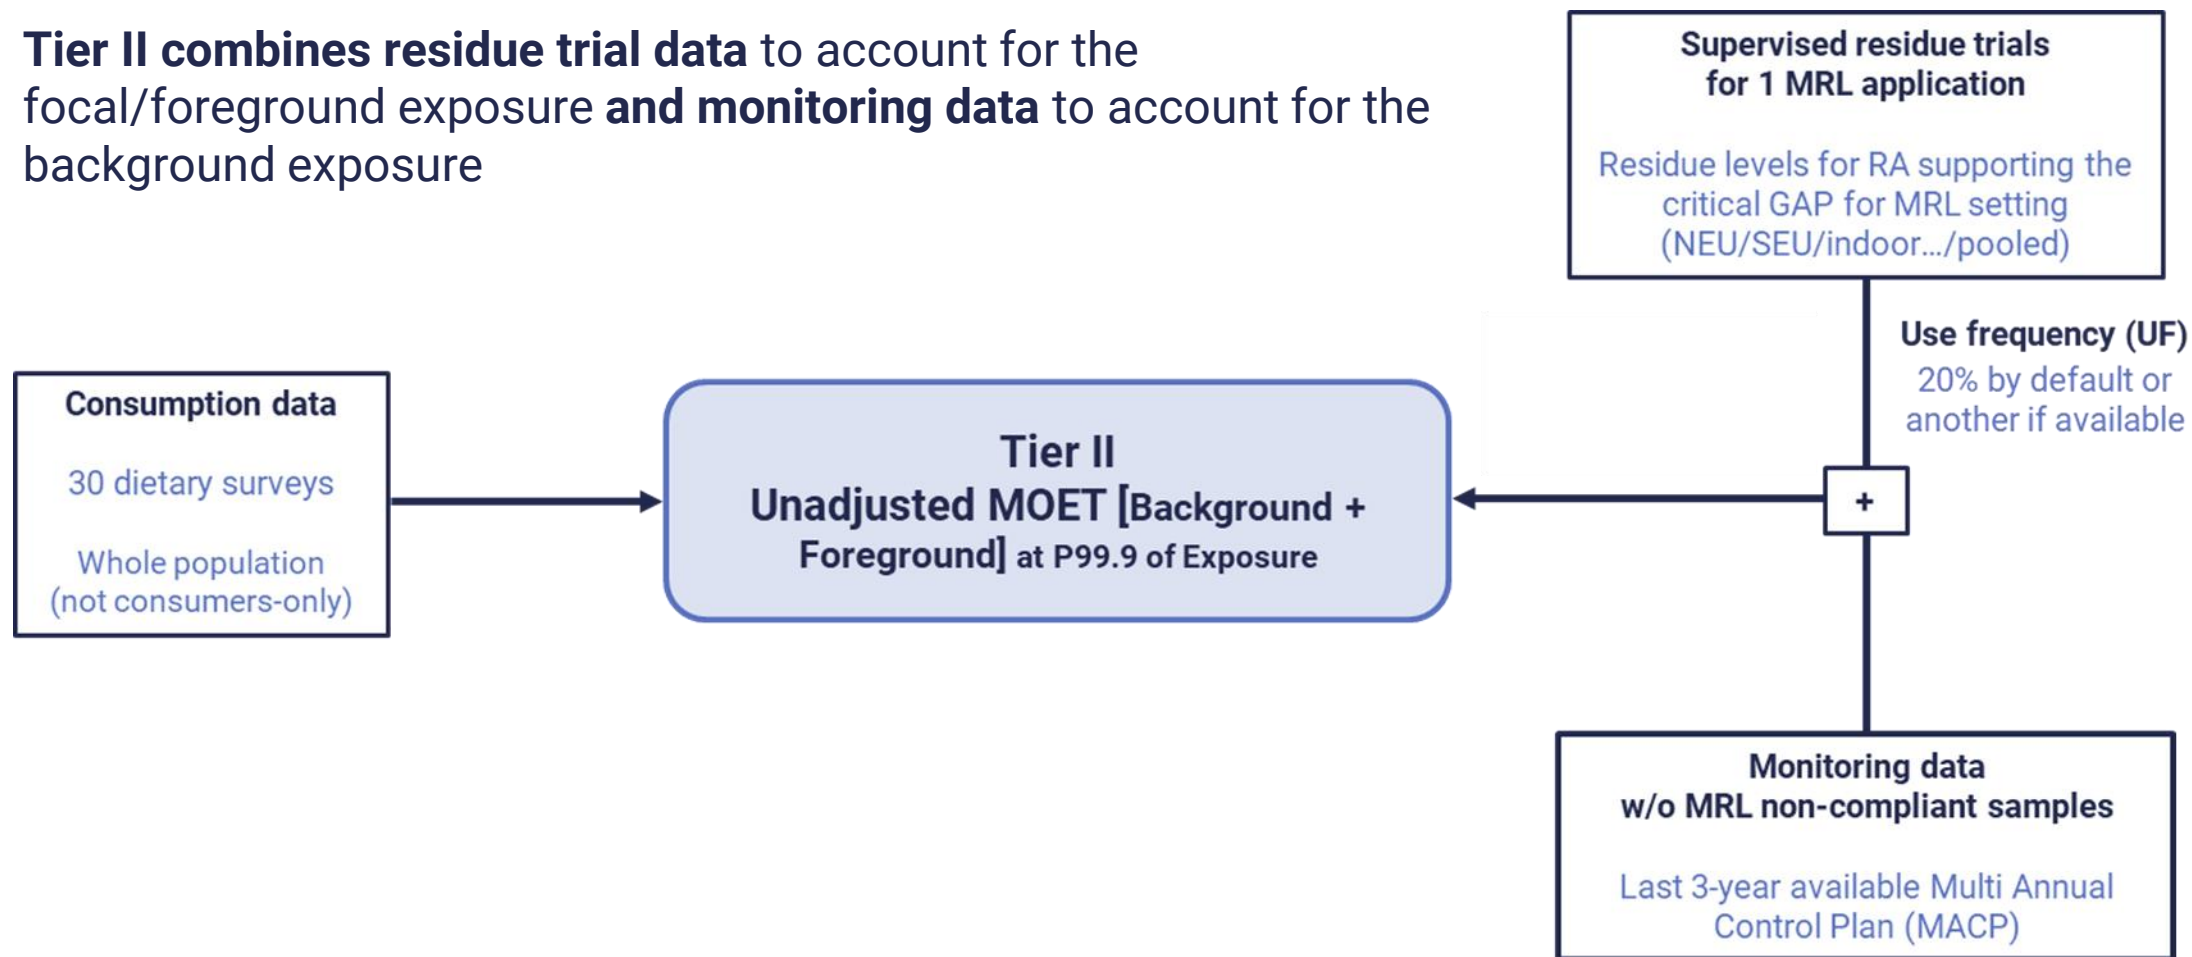 Tier II combines residue trial data to account for the
focal/foreground exposure and monitoring data to account for the
background exposure
Supervised residue trials
for 1 MRL application
Residue levels for RA supporting the
critical GAP for MRL setting
(NEU/SEU/indoor.../pooled)
Use frequency (UF)
20% by default or
another if available
Consumption data
30 dietary surveys
Whole population
(not consumers-only)
Tier II
Unadjusted MOET [Background +
Foreground] at P99.9 of Exposure
+
Monitoring data
w/o MRL non-compliant samples
Last 3-year available Multi Annual
Control Plan (MACP)